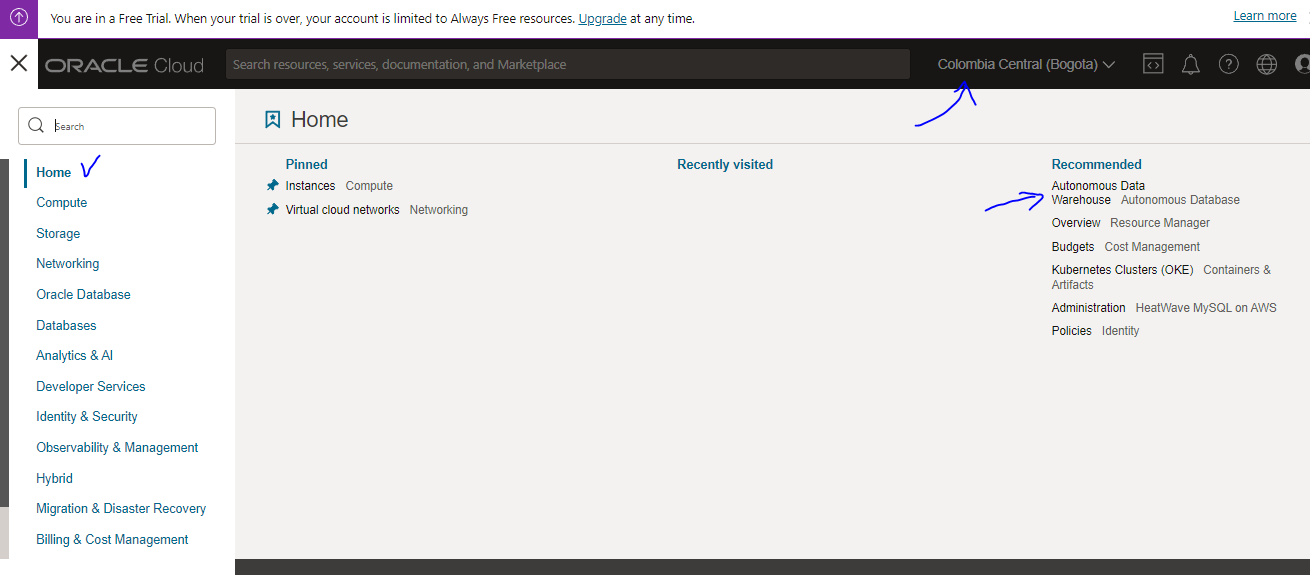 You are in a Free Trial. When your trial is over, your account is limited to Always Free resources. Upgrade at any time.
Learn more
ORACLE Cloud
Search resources, services, documentation, and Marketplace
Colombia Central (Bogota)
Search
Home
Compute
Storage
Networking
Oracle Database
Databases
Analytics & AI
Developer Services
Identity & Security
Observability & Management
Hybrid
Migration & Disaster Recovery
Billing & Cost Management
Home
Pinned
Instances Compute
Virtual cloud networks Networking
Recently visited
Recommended
Autonomous Data
Warehouse Autonomous Database
Overview Resource Manager
Budgets Cost Management
Kubernetes Clusters (OKE) Containers &
Artifacts
Administration HeatWave MySQL on AWS
Policies Identity